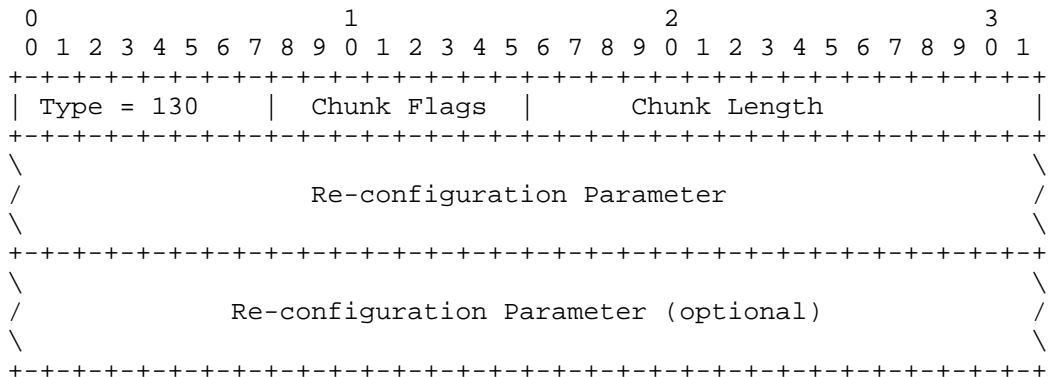 0                   1                   2                   3
 0 1 2 3 4 5 6 7 8 9 0 1 2 3 4 5 6 7 8 9 0 1 2 3 4 5 6 7 8 9 0 1
+-+-+-+-+-+-+-+-+-+-+-+-+-+-+-+-+-+-+-+-+-+-+-+-+-+-+-+-+-+-+-+-+
| Type = 130    |  Chunk Flags  |      Chunk Length             |
+-+-+-+-+-+-+-+-+-+-+-+-+-+-+-+-+-+-+-+-+-+-+-+-+-+-+-+-+-+-+-+-+
\                                                               \
/                  Re-configuration Parameter                   /
\                                                               \
+-+-+-+-+-+-+-+-+-+-+-+-+-+-+-+-+-+-+-+-+-+-+-+-+-+-+-+-+-+-+-+-+
\                                                               \
/             Re-configuration Parameter (optional)             /
\                                                               \
+-+-+-+-+-+-+-+-+-+-+-+-+-+-+-+-+-+-+-+-+-+-+-+-+-+-+-+-+-+-+-+-+